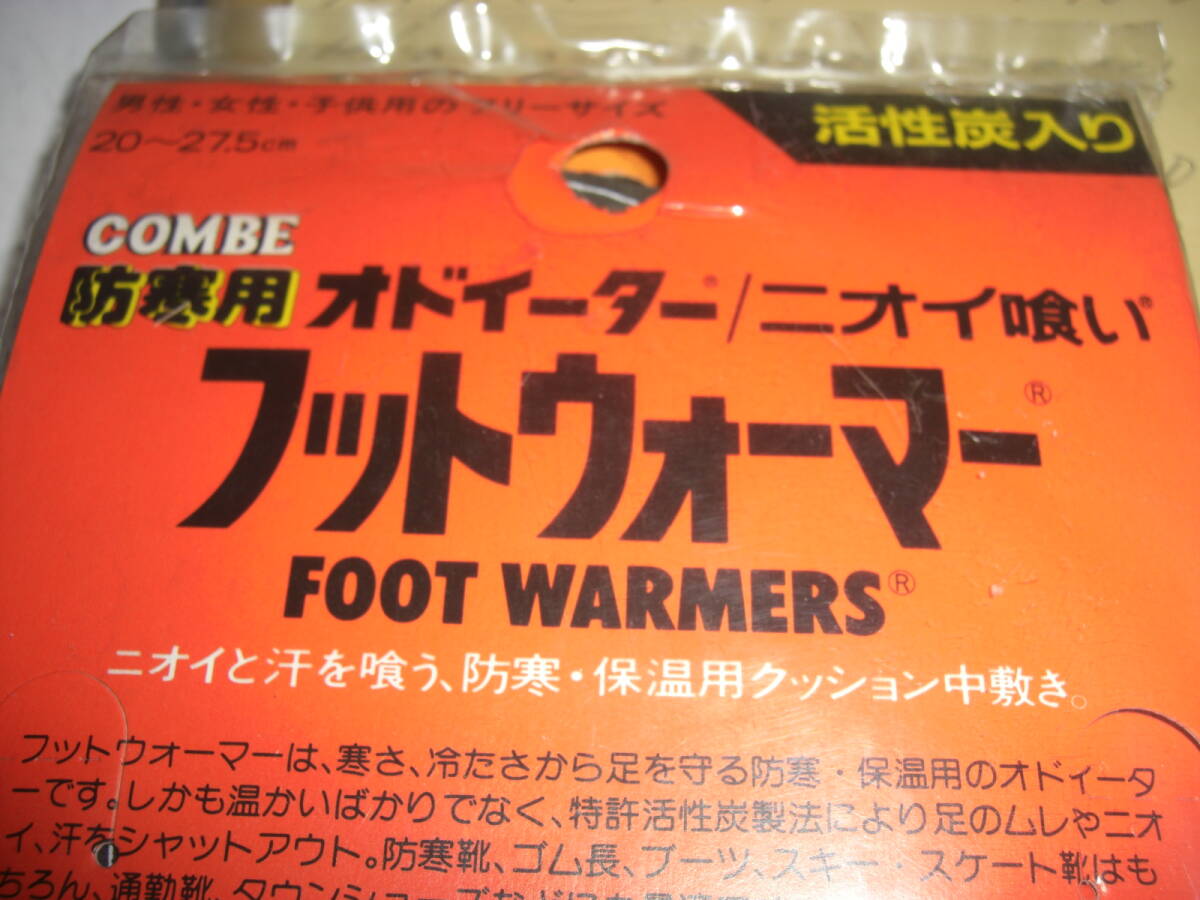 男性・女性・子供用のフリーサイズ
20〜27.5cm
活性炭入り
COMBE
防寒用 オドイーター®/ニオイ喰い®
フットウォーマー®
FOOT WARMERS®
ニオイと汗を喰う、防寒・保温用クッション中敷き。
フットウォーマーは、寒さ、冷たさから足を守る防寒・保温用のオドイータ
ーです。しかも温かいばかりでなく、特許活性炭製法により足のムレやニオ
イ、汗をシャットアウト。防寒靴、ゴム長、ブーツ、スキー・スケート靴はも
ちろん、通勤靴、タウンシューズなどにも